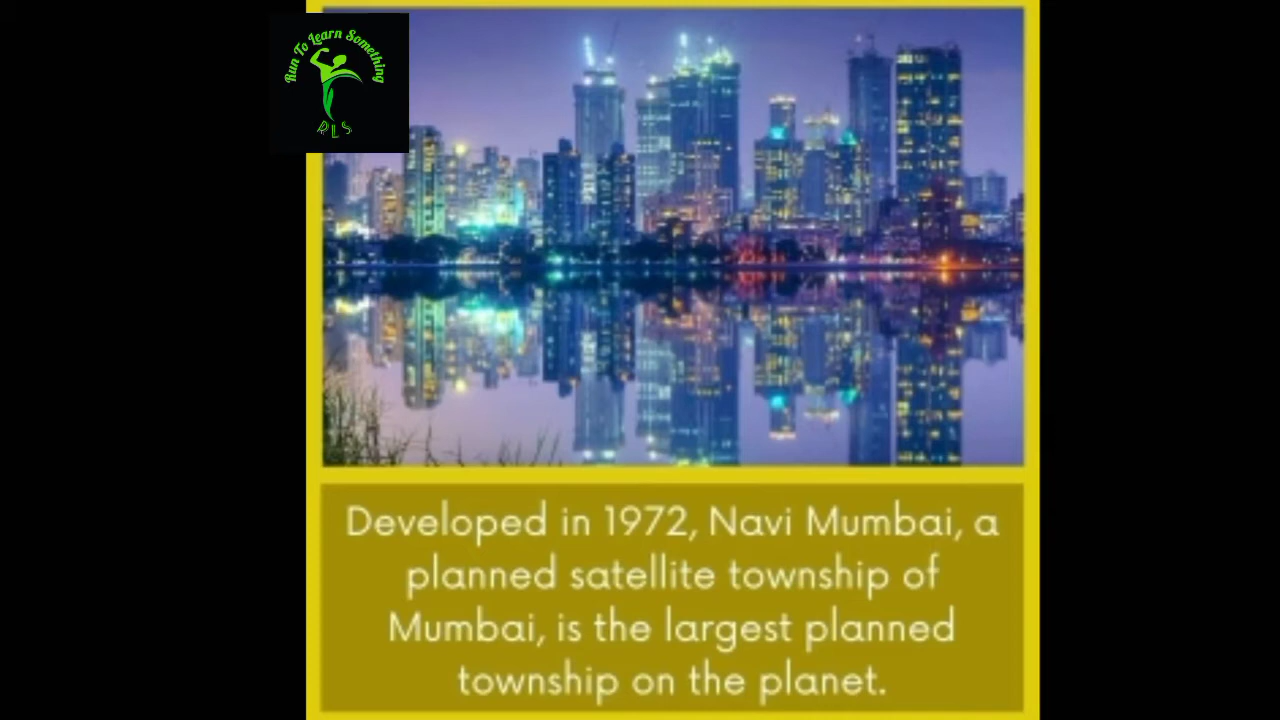 Run To Learn Something
RLS
Developed in 1972, Navi Mumbai, a
planned satellite township of
Mumbai, is the largest planned
township on the planet.